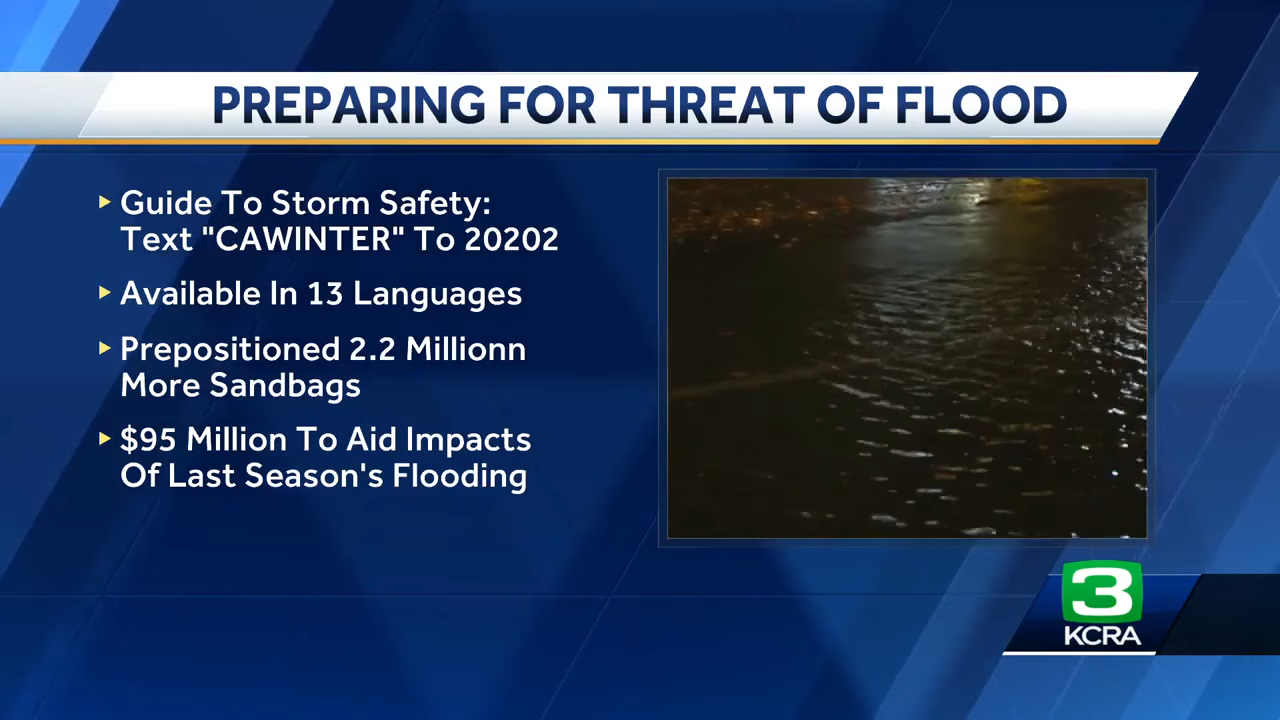 PREPARING FOR THREAT OF FLOOD
Guide To Storm Safety:
Text "CAWINTER" To 20202
Available In 13 Languages
Prepositioned 2.2 Millionn
More Sandbags
$95 Million To Aid Impacts
Of Last Season's Flooding
3
KCRA